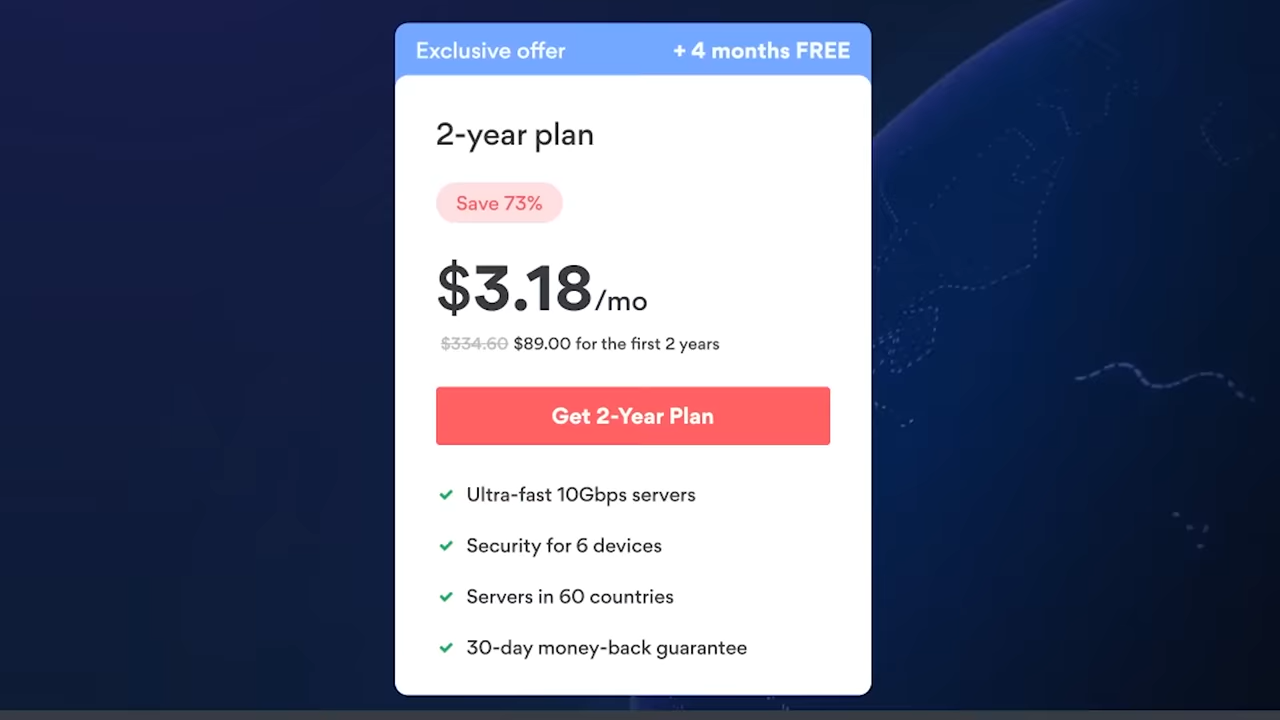 Exclusive offer + 4 months FREE
2-year plan
Save 73%
$3.18/mo
$334.60 $89.00 for the first 2 years
Get 2-Year Plan
Ultra-fast 10Gbps servers
Security for 6 devices
Servers in 60 countries
30-day money-back guarantee